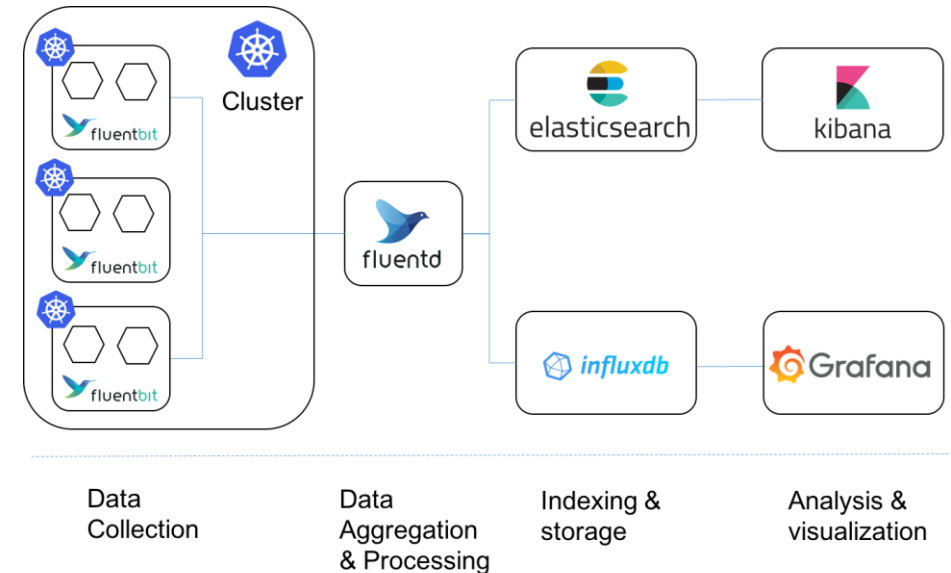 Cluster
fluentbit
fluentbit
fluentbit
fluentd
elasticsearch
kibana
influxdb
Grafana
Data
Collection
Data
Aggregation
& Processing
Indexing &
storage
Analysis &
visualization